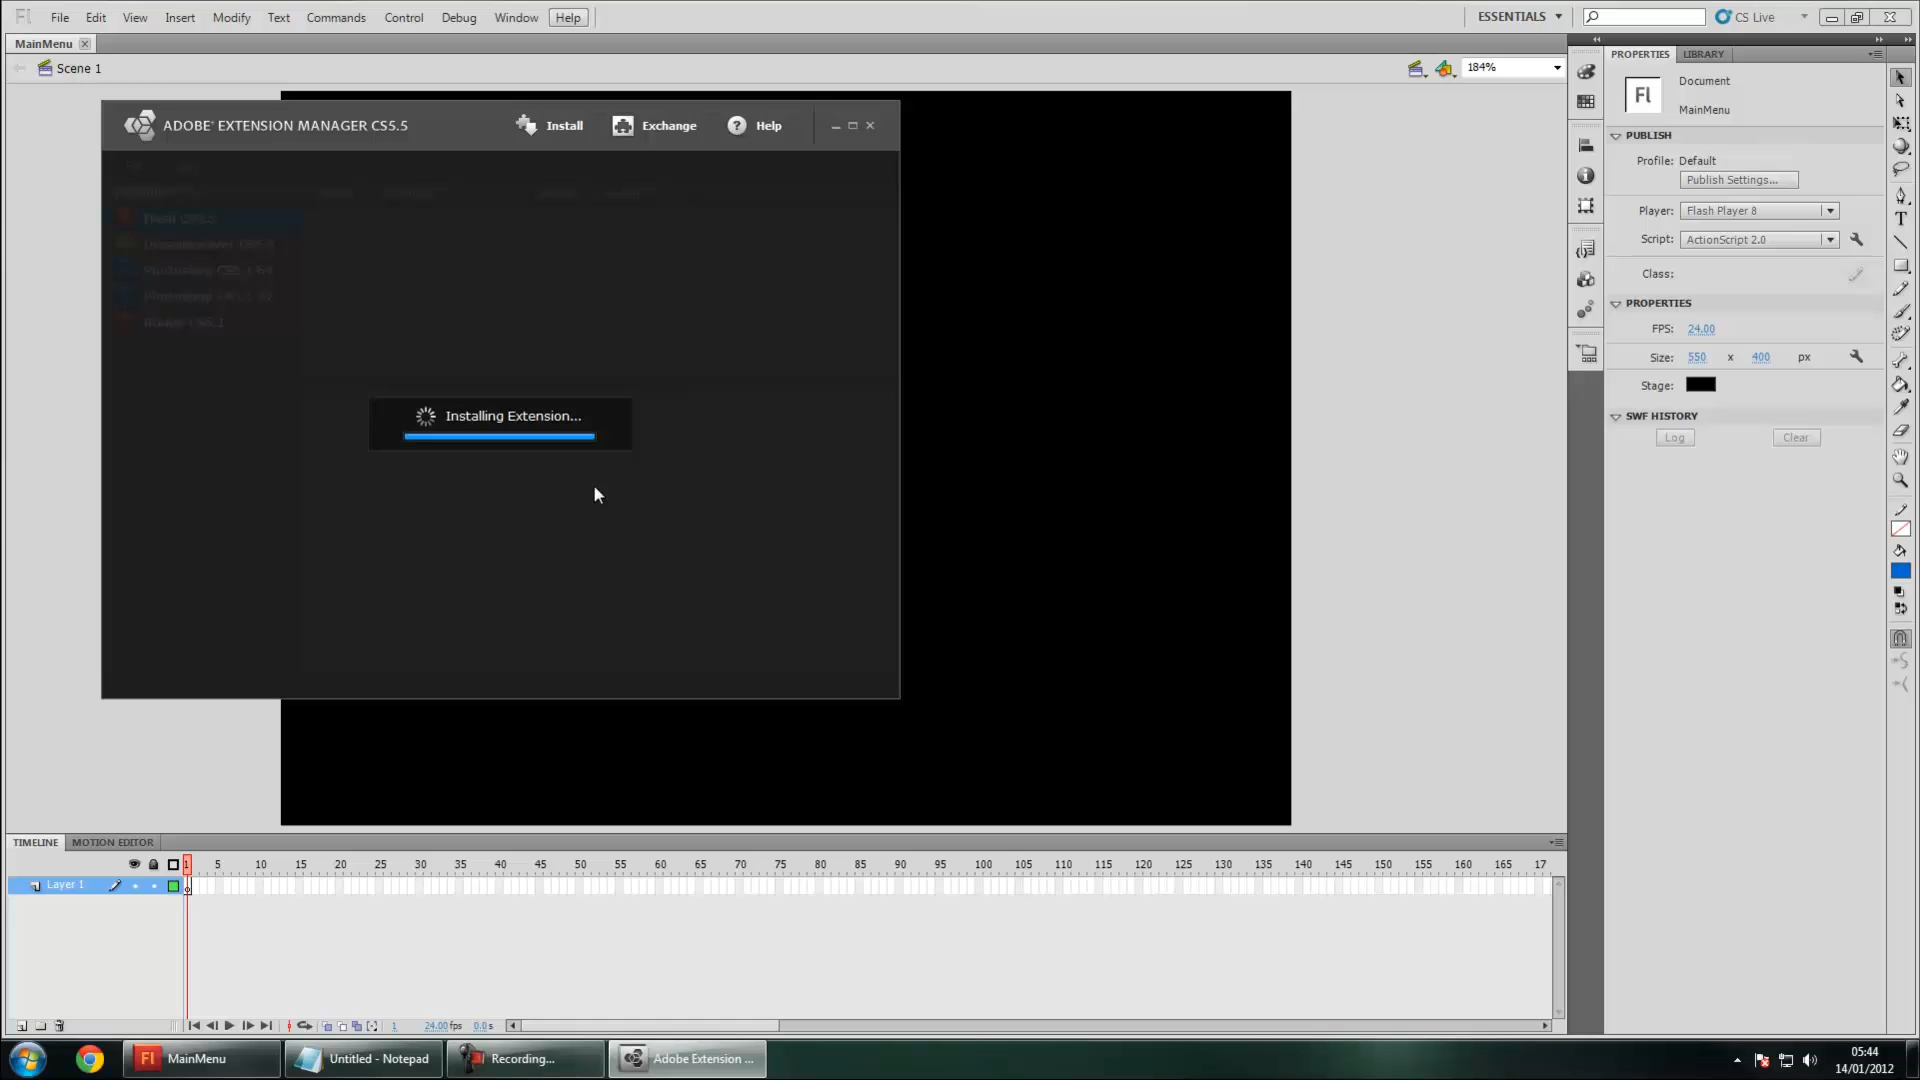 Fl File Edit View Insert Modify Text Commands Control Debug Window Help ESSENTIALS CS Live
MainMenu
Scene 1 184%
ADOBE EXTENSION MANAGER CS5.5 Install Exchange Help
Installing Extension...
PROPERTIES LIBRARY
Fl Document
MainMenu
PUBLISH
Profile: Default
Publish Settings...
Player: Flash Player 8
Script: ActionScript 2.0
Class:
PROPERTIES
FPS: 24.00
Size: 550 x 400 px
Stage:
SWF HISTORY
Log Clear
TIMELINE MOTION EDITOR
1 5 10 15 20 25 30 35 40 45 50 55 60 65 70 75 80 85 90 95 100 105 110 115 120 125 130 135 140 145 150 155 160 165 17
Layer 1
1 24.00fps 0.0s
Fl MainMenu Untitled - Notepad Recording... Adobe Extension ...
05:44
14/01/2012